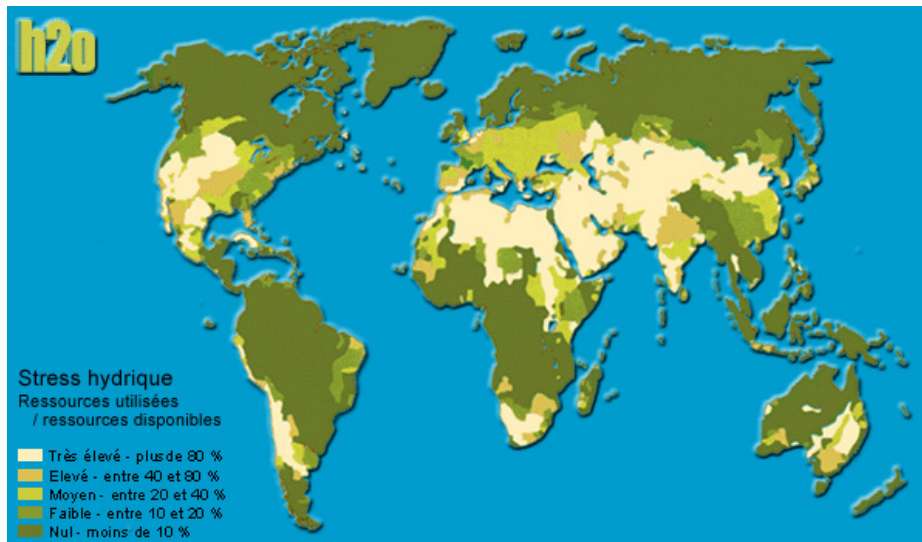 h2o
Stress hydrique
Ressources utilisées
/ ressources disponibles
Très élevé - plus de 80 %
Elevé - entre 40 et 80 %
Moyen - entre 20 et 40 %
Faible - entre 10 et 20 %
Nul - moins de 10 %